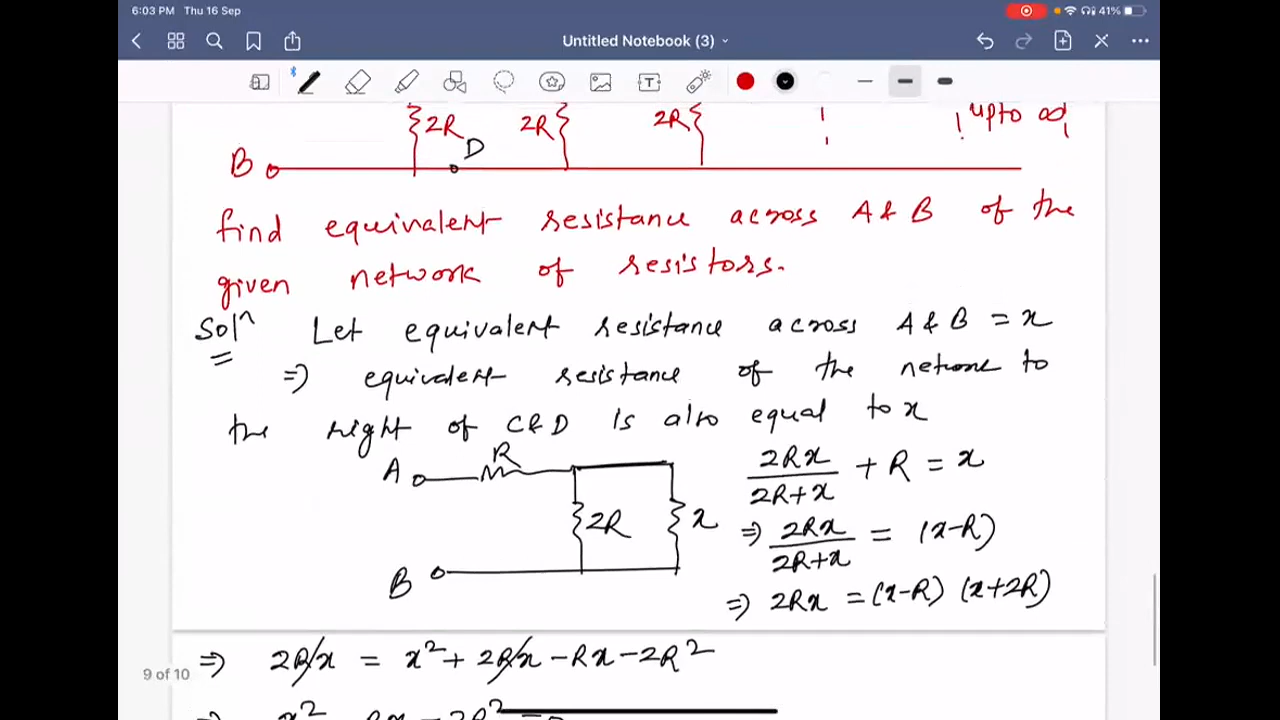 6:03 PM Thu 16 Sep 41%
Untitled Notebook (3)
2R 2R 2R upto ∞
D
B
find equivalent resistance across A & B of the
given network of resistors.
Solⁿ Let equivalent resistance across A & B = x
⇒ equivalent resistance of the network to
the right of C & D is also equal to x
A R 2R x B
2Rx/2R+x + R = x
⇒ 2Rx/2R+x = (x-R)
⇒ 2Rx = (x-R) (x+2R)
9 of 10
⇒ 2Rx = x² + 2Rx - Rx - 2R²